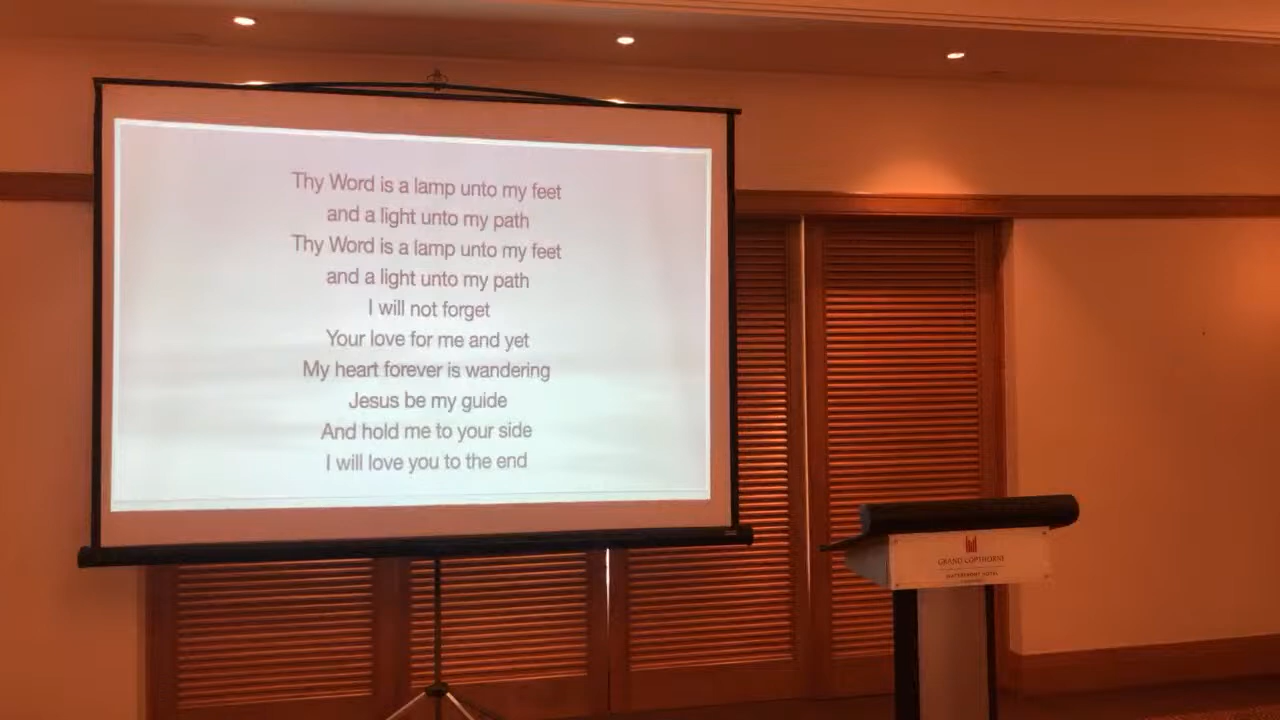 Thy Word is a lamp unto my feet
and a light unto my path
Thy Word is a lamp unto my feet
and a light unto my path
I will not forget
Your love for me and yet
My heart forever is wandering
Jesus be my guide
And hold me to your side
I will love you to the end
GRAND COPTHORNE
WATERFRONT HOTEL